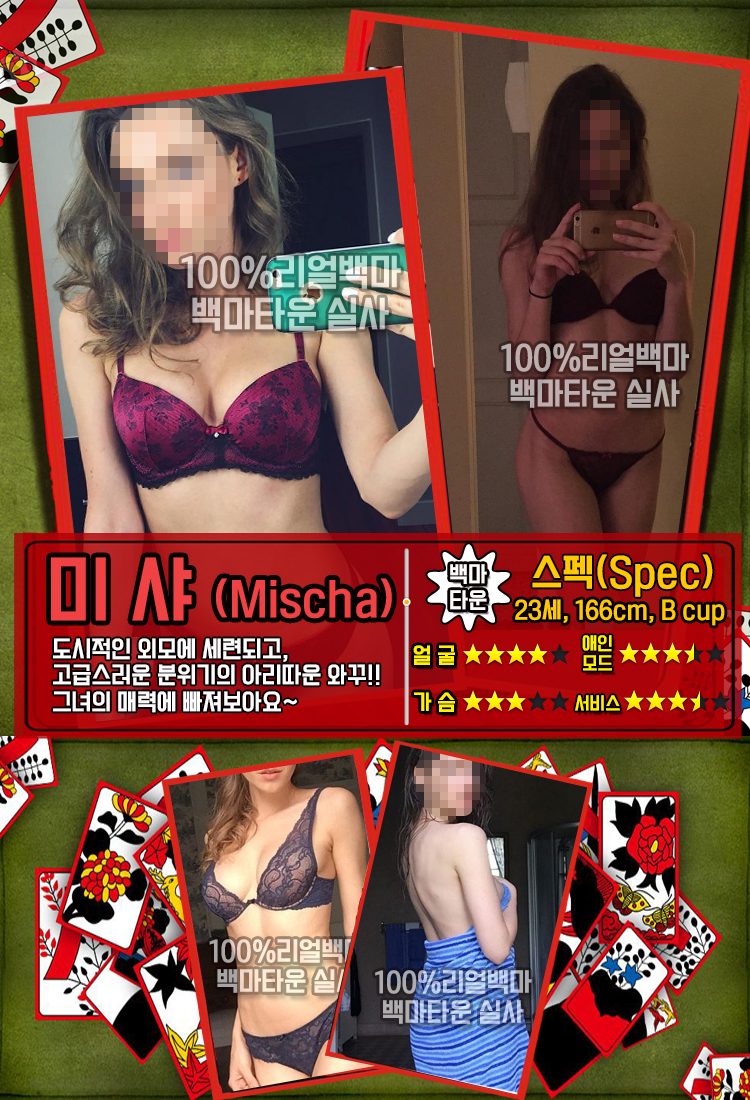 100%리얼백마
백마타운 실사
100%리얼백마
백마타운 실사
미 샤 (Mischa)
도시적인 외모에 세련되고,
고급스러운 분위기의 아리따운 와꾸!!
그녀의 매력에 빠져보아요~
백마
타운
스펙(Spec)
23세, 166cm, B cup
얼굴 ★★★★★
애인
모드 ★★★★★
가슴 ★★★★★
서비스 ★★★★★
100%리얼백
백마타운 실
100%리얼백마
백마타운 실사